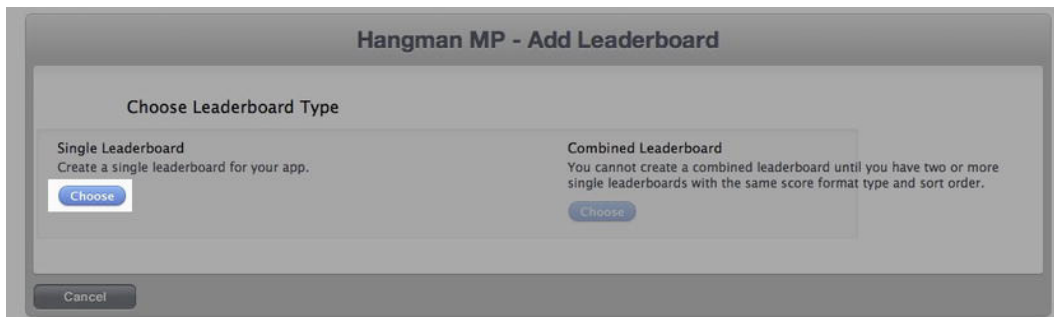 Hangman MP - Add Leaderboard
Choose Leaderboard Type
Single Leaderboard
Create a single leaderboard for your app.
Choose
Combined Leaderboard
You cannot create a combined leaderboard until you have two or more
single leaderboards with the same score format type and sort order.
Choose
Cancel